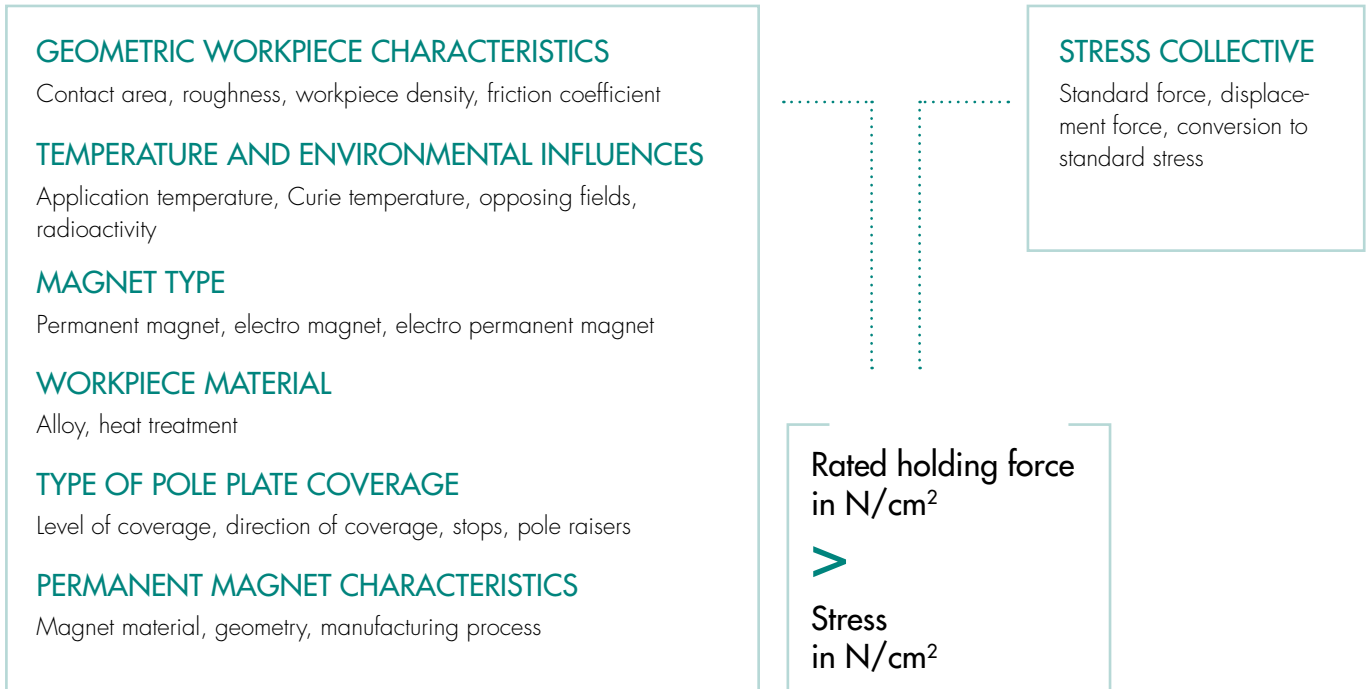 GEOMETRIC WORKPIECE CHARACTERISTICS
Contact area, roughness, workpiece density, friction coefficient
TEMPERATURE AND ENVIRONMENTAL INFLUENCES
Application temperature, Curie temperature, opposing fields,
radioactivity
MAGNET TYPE
Permanent magnet, electro magnet, electro permanent magnet
WORKPIECE MATERIAL
Alloy, heat treatment
TYPE OF POLE PLATE COVERAGE
Level of coverage, direction of coverage, stops, pole raisers
PERMANENT MAGNET CHARACTERISTICS
Magnet material, geometry, manufacturing process
STRESS COLLECTIVE
Standard force, displace-
ment force, conversion to
standard stress
Rated holding force
in N/cm²
>
Stress
in N/cm²